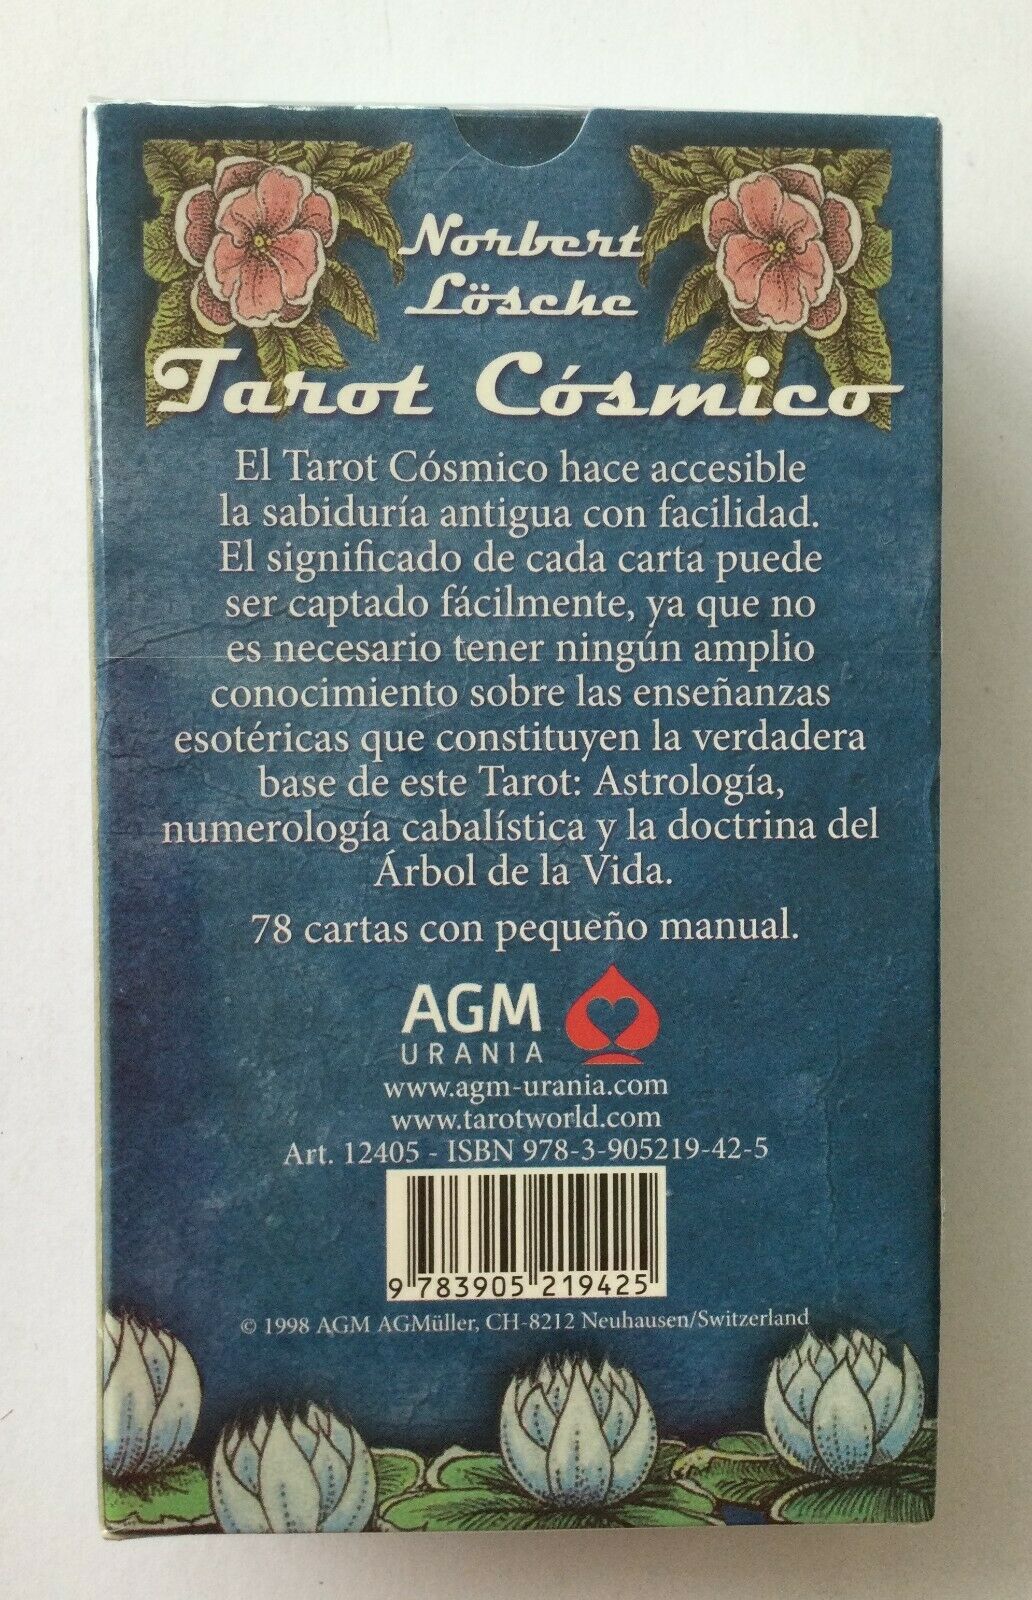 Norbert
Lösche
Tarot Cósmico
El Tarot Cósmico hace accesible
la sabiduría antigua con facilidad.
El significado de cada carta puede
ser captado fácilmente, ya que no
es necesario tener ningún amplio
conocimiento sobre las enseñanzas
esotéricas que constituyen la verdadera
base de este Tarot: Astrología,
numerología cabalística y la doctrina del
Árbol de la Vida.
78 cartas con pequeño manual.
AGM
URANIA
www.agm-urania.com
www.tarotworld.com
Art. 12405 - ISBN 978-3-905219-42-5
9 783905 219425
© 1998 AGM AGMüller, CH-8212 Neuhausen/Switzerland